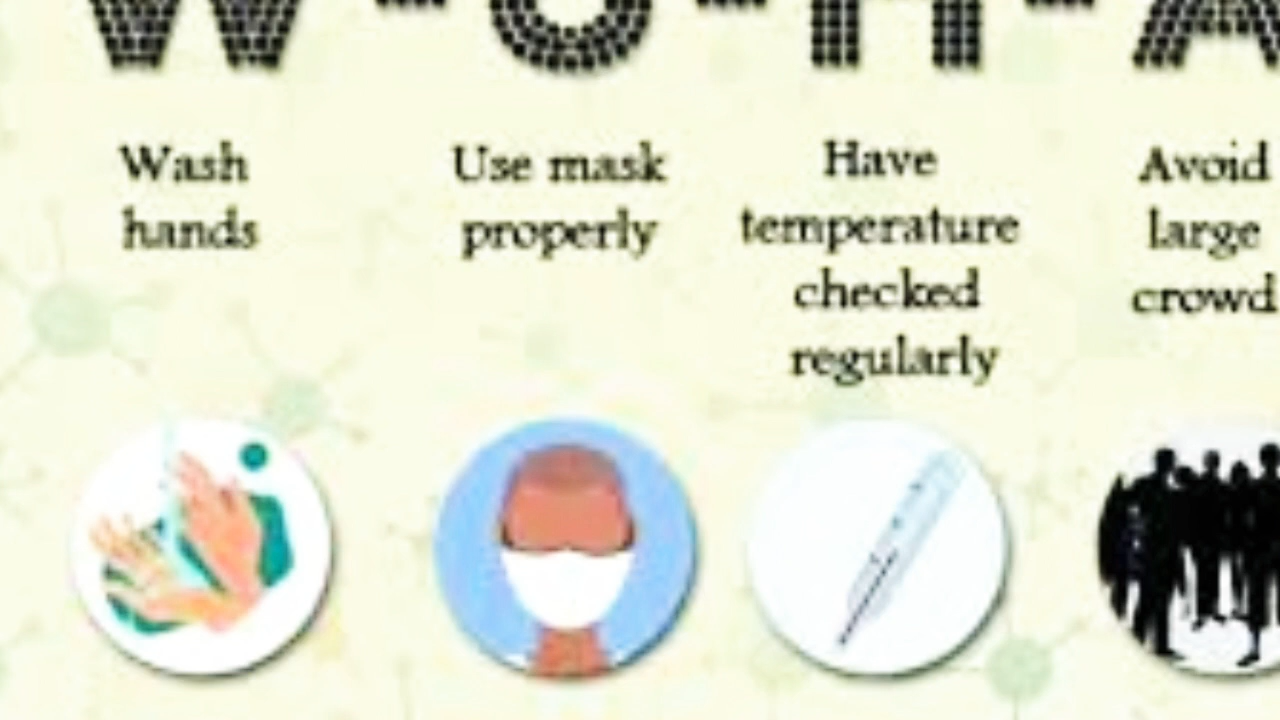 W-U-H-A
Wash
hands
Use mask
properly
Have
temperature
checked
regularly
Avoid
large
crowd